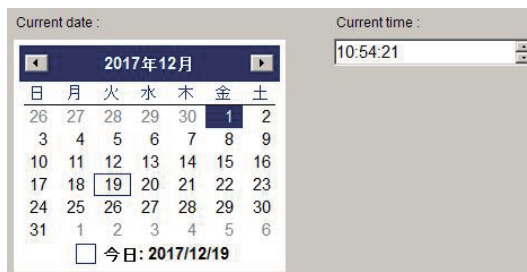 Current date :
Current time :
10:54:21
2017年12月
日 月 火 水 木 金 土
26 27 28 29 30 1 2
3 4 5 6 7 8 9
10 11 12 13 14 15 16
17 18 19 20 21 22 23
24 25 26 27 28 29 30
31 1 2 3 4 5 6
今日: 2017/12/19